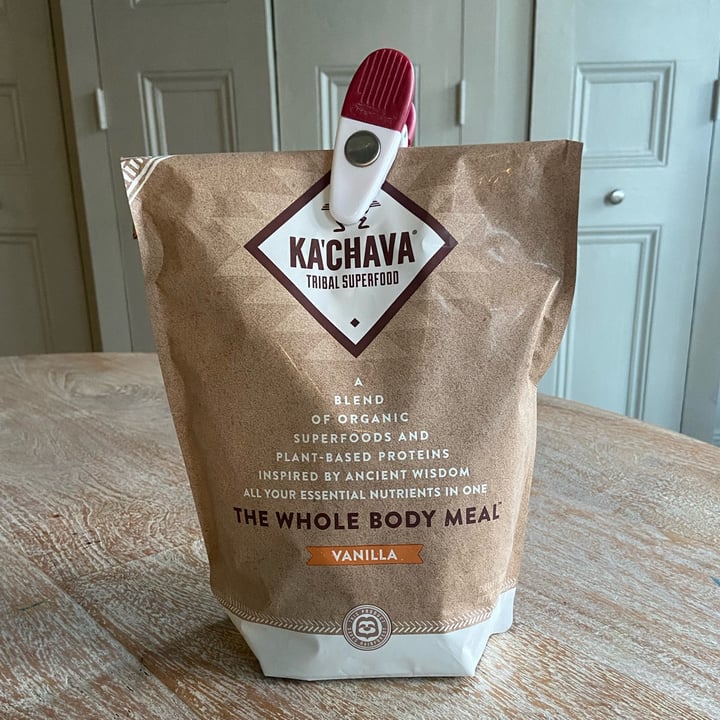 KA'CHAVA®
TRIBAL SUPERFOOD
A
BLEND
OF ORGANIC
SUPERFOODS AND
PLANT-BASED PROTEINS
INSPIRED BY ANCIENT WISDOM
ALL YOUR ESSENTIAL NUTRIENTS IN ONE
THE WHOLE BODY MEAL™
VANILLA